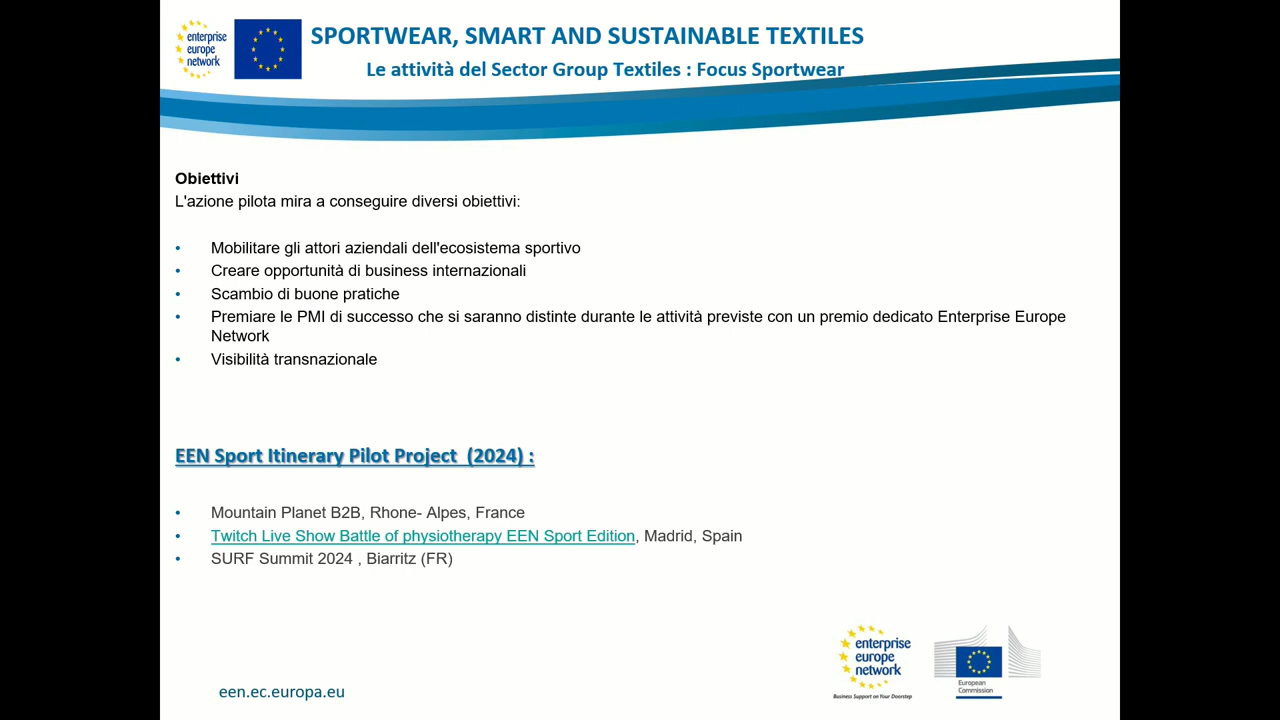 enterprise
europe
network
SPORTWEAR, SMART AND SUSTAINABLE TEXTILES
Le attività del Sector Group Textiles : Focus Sportwear
Obiettivi
L'azione pilota mira a conseguire diversi obiettivi:
• Mobilitare gli attori aziendali dell'ecosistema sportivo
• Creare opportunità di business internazionali
• Scambio di buone pratiche
• Premiare le PMI di successo che si saranno distinte durante le attività previste con un premio dedicato Enterprise Europe
Network
• Visibilità transnazionale
EEN Sport Itinerary Pilot Project (2024) :
• Mountain Planet B2B, Rhone- Alpes, France
• Twitch Live Show Battle of physiotherapy EEN Sport Edition, Madrid, Spain
• SURF Summit 2024 , Biarritz (FR)
een.ec.europa.eu
enterprise
europe
network
Business Support on Your Doorstep
European
Commission